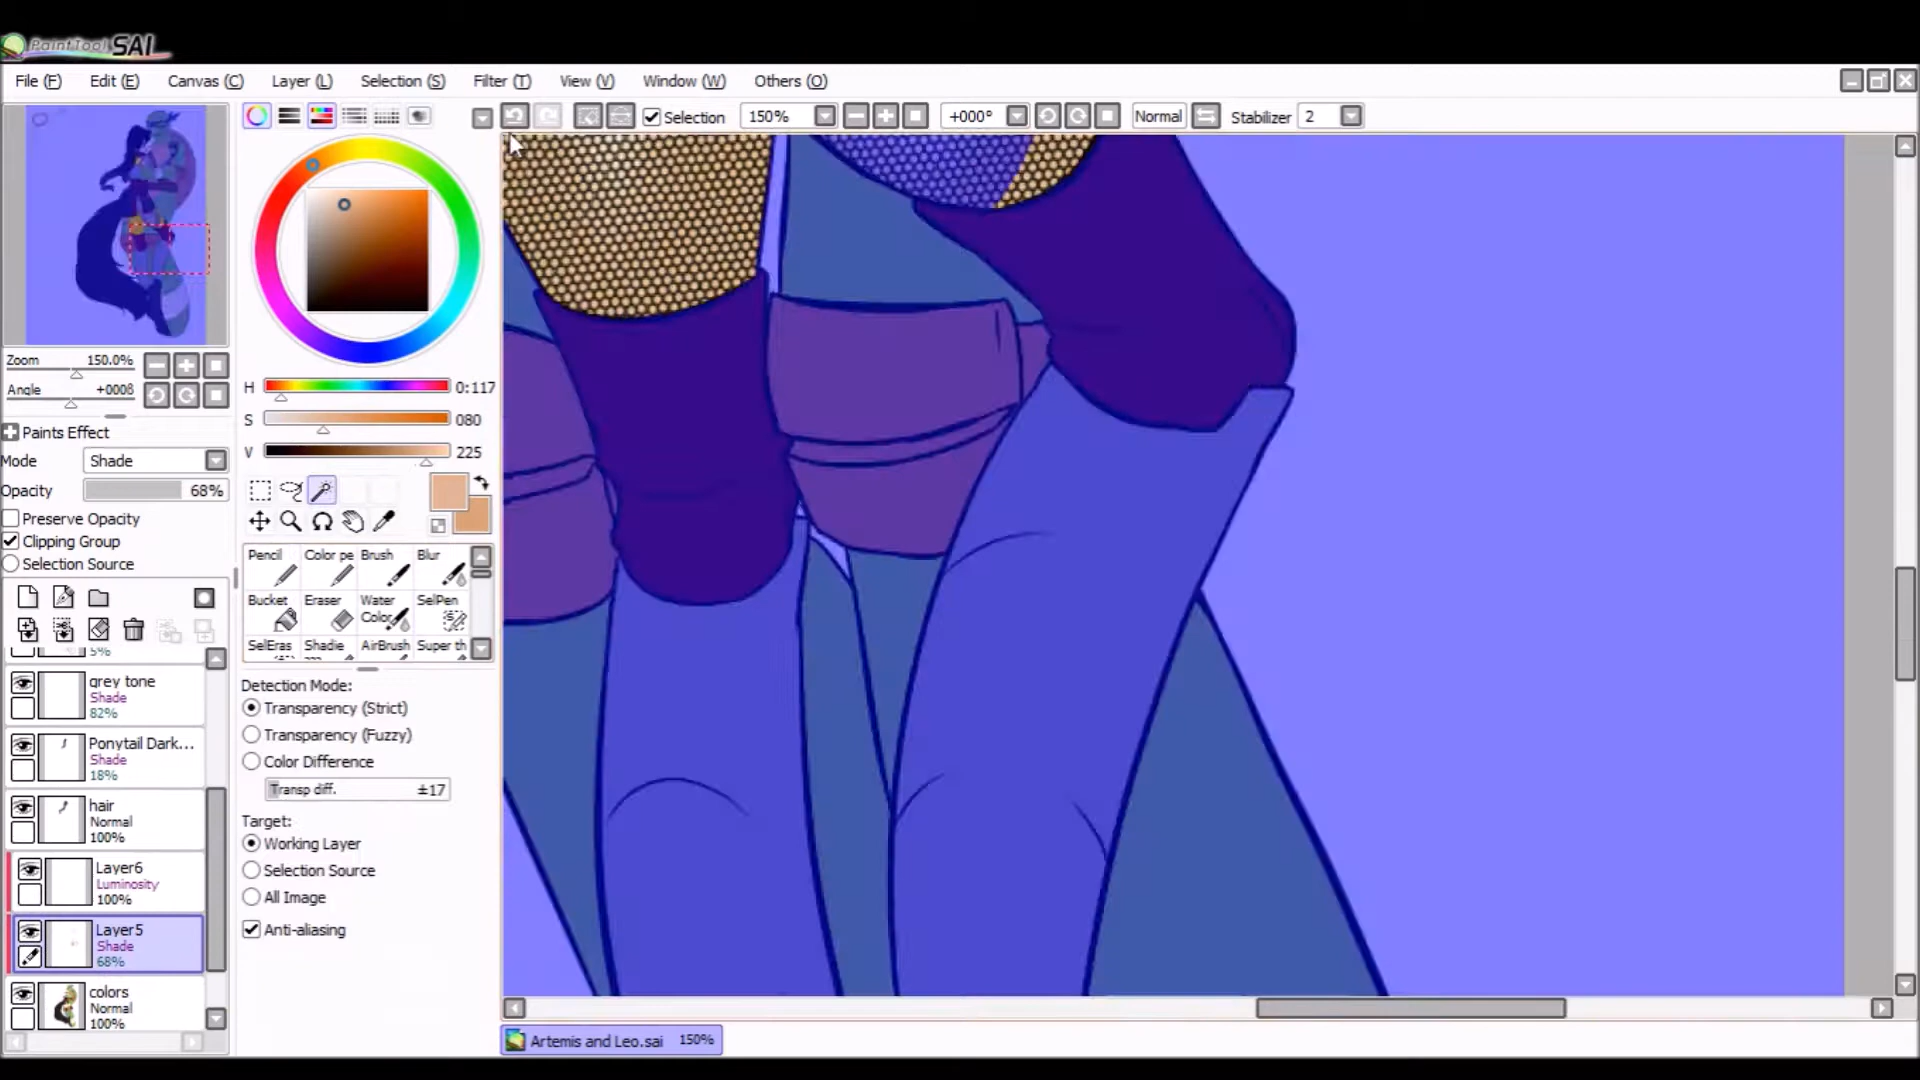 PaintTool SAI
File (F) Edit (E) Canvas (C) Layer (L) Selection (S) Filter (T) View (V) Window (W) Others (O)
Selection 150% +000° Normal Stabilizer 2
Zoom 150.0%
Angle +000
H 0:117
S 080
V 225
Paints Effect
Mode Shade
Opacity 68%
Preserve Opacity
Clipping Group
Selection Source
Pencil Color pe Brush Blur
Bucket Eraser Water Color SelPen
SelEras Shadie AirBrush Super th
5%
grey tone
Shade
82%
Ponytail Dark...
Shade
18%
hair
Normal
100%
Layer6
Luminosity
100%
Layer5
Shade
68%
colors
Normal
100%
Detection Mode:
Transparency (Strict)
Transparency (Fuzzy)
Color Difference
Transp diff. ±17
Target:
Working Layer
Selection Source
All Image
Anti-aliasing
Artemis and Leo.sai 150%